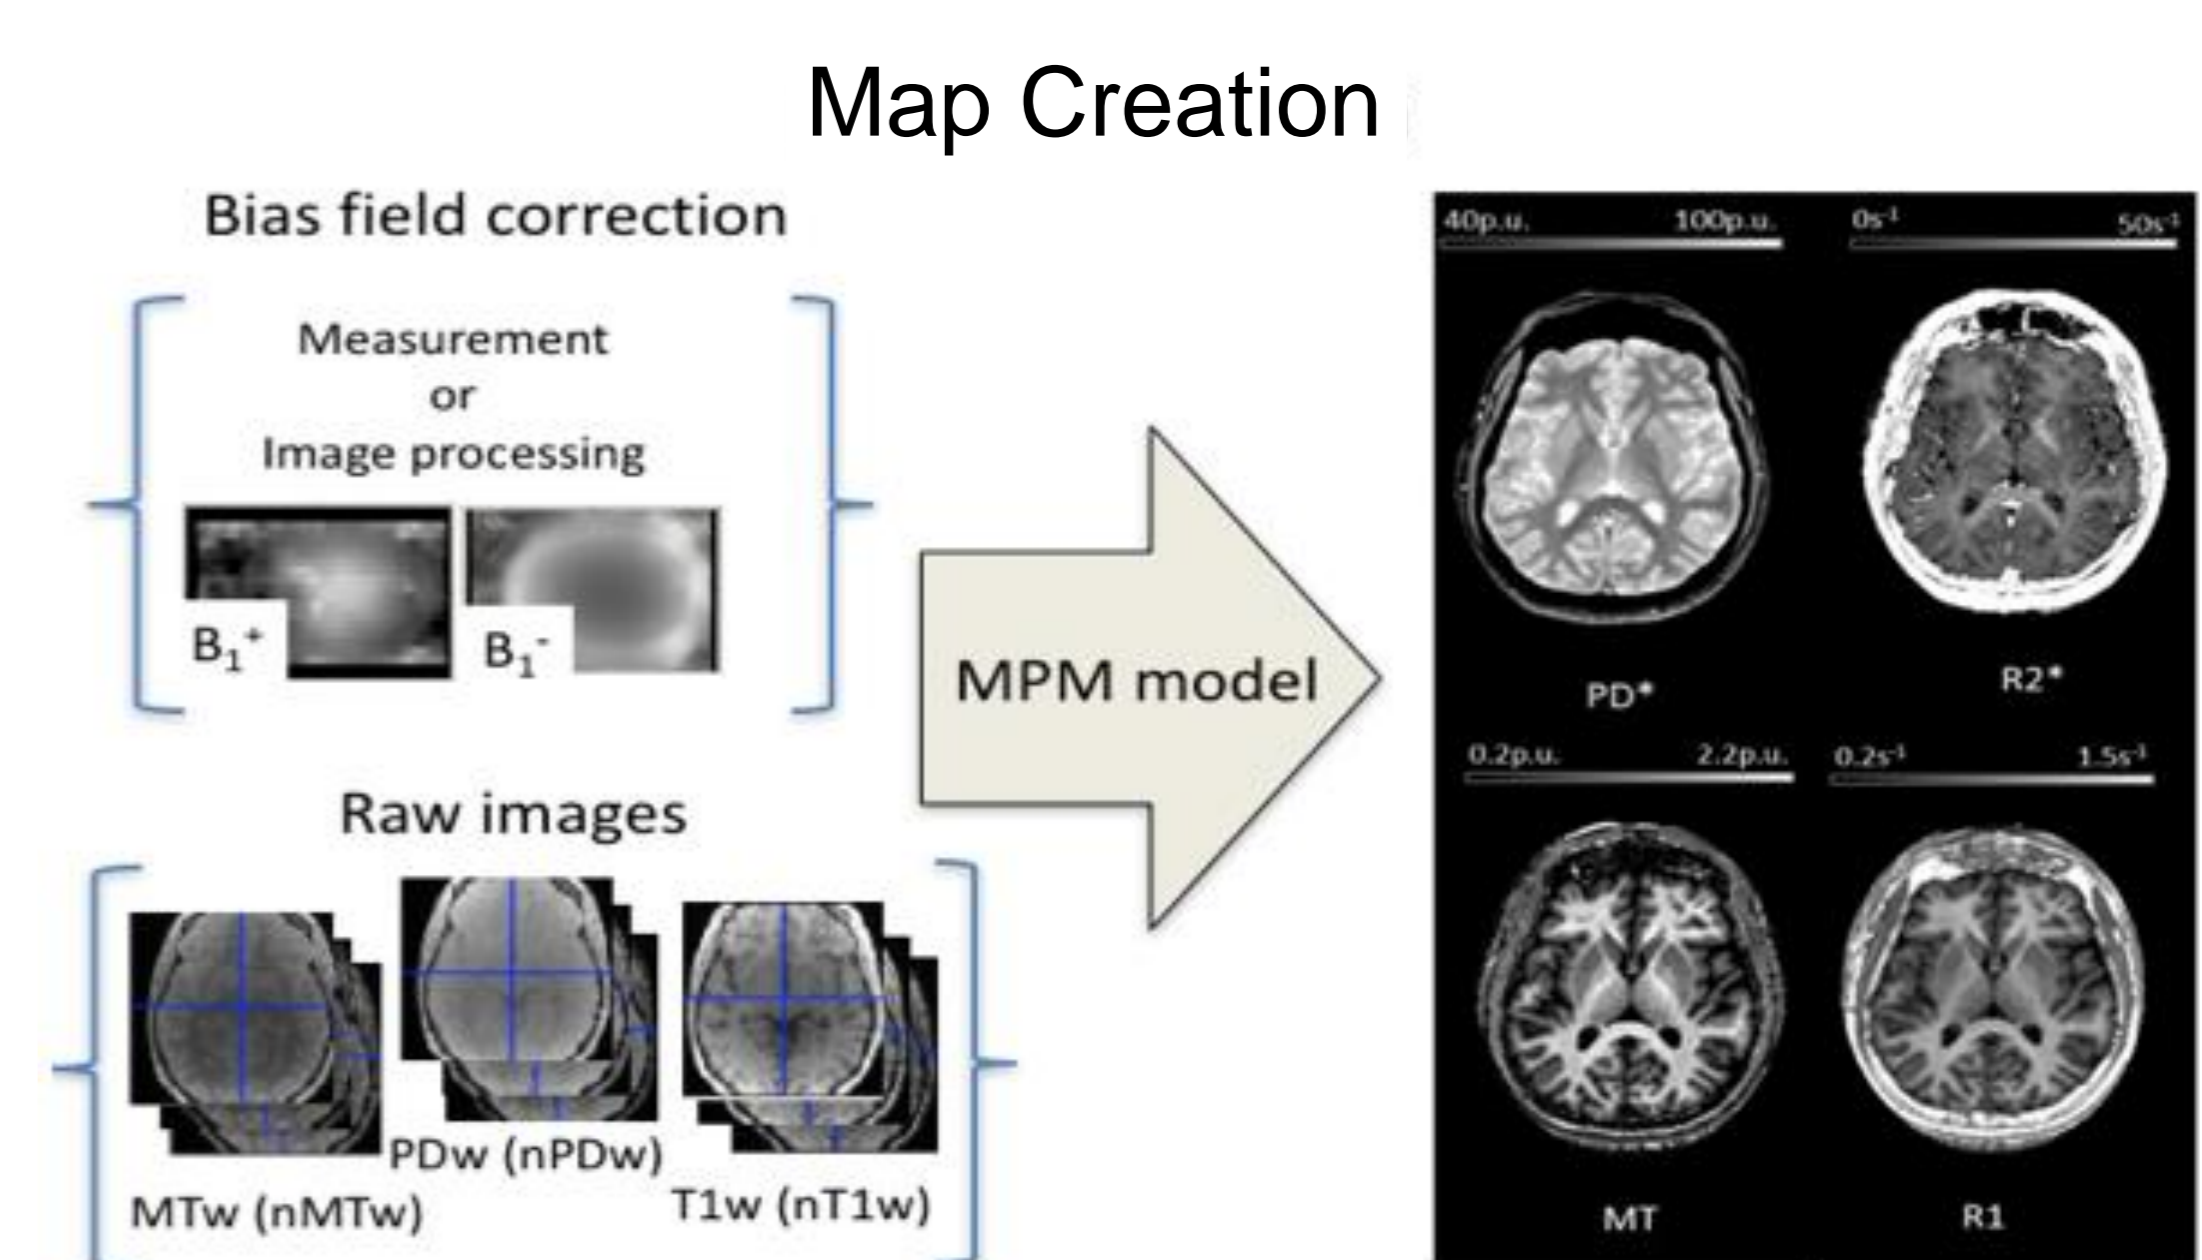 Map Creation
Bias field correction
Measurement
or
Image processing
B₁⁺
B₁⁻
Raw images
MTw (nMTw)
PDw (nPDw)
T1w (nT1w)
MPM model
40p.u. 100p.u.
PD*
0s⁻¹ 50s⁻¹
R2*
0.2p.u. 2.2p.u.
MT
0.2s⁻¹ 1.5s⁻¹
R1